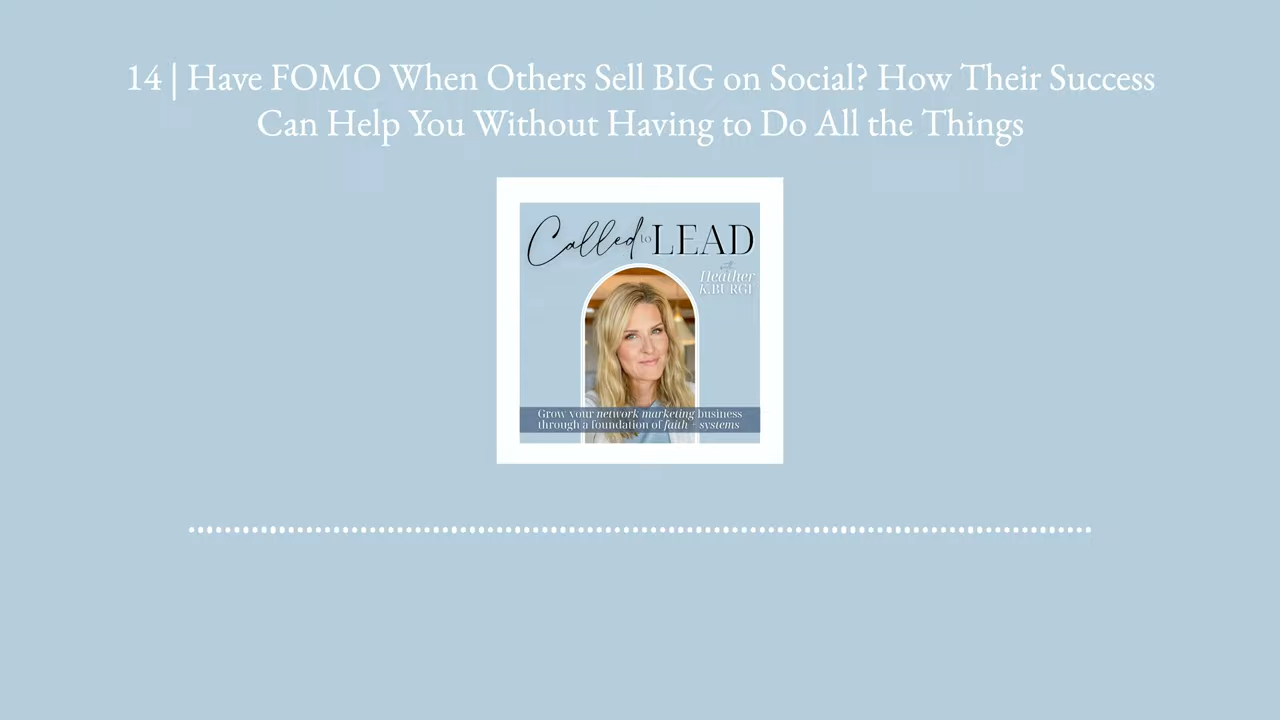 14 | Have FOMO When Others Sell BIG on Social? How Their Success
Can Help You Without Having to Do All the Things
Called to LEAD
with
Heather
K.BURGI
Grow your network marketing business
through a foundation of faith + systems